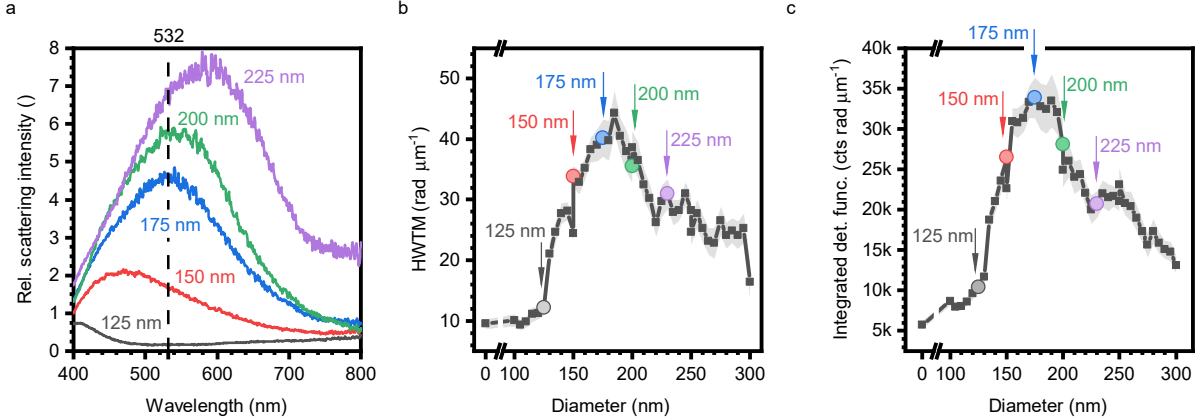 a
532
8
7
6
5
4
3
2
1
0
Rel. scattering intensity ()
225 nm
200 nm
175 nm
150 nm
125 nm
400 500 600 700 800
Wavelength (nm)
b
50
40
30
20
10
HWTM (rad μm⁻¹)
175 nm
200 nm
150 nm
225 nm
125 nm
0 100 150 200 250 300
Diameter (nm)
c
40k
35k
30k
25k
20k
15k
10k
5k
Integrated det. func. (cts rad μm⁻¹)
175 nm
150 nm
200 nm
225 nm
125 nm
0 100 150 200 250 300
Diameter (nm)